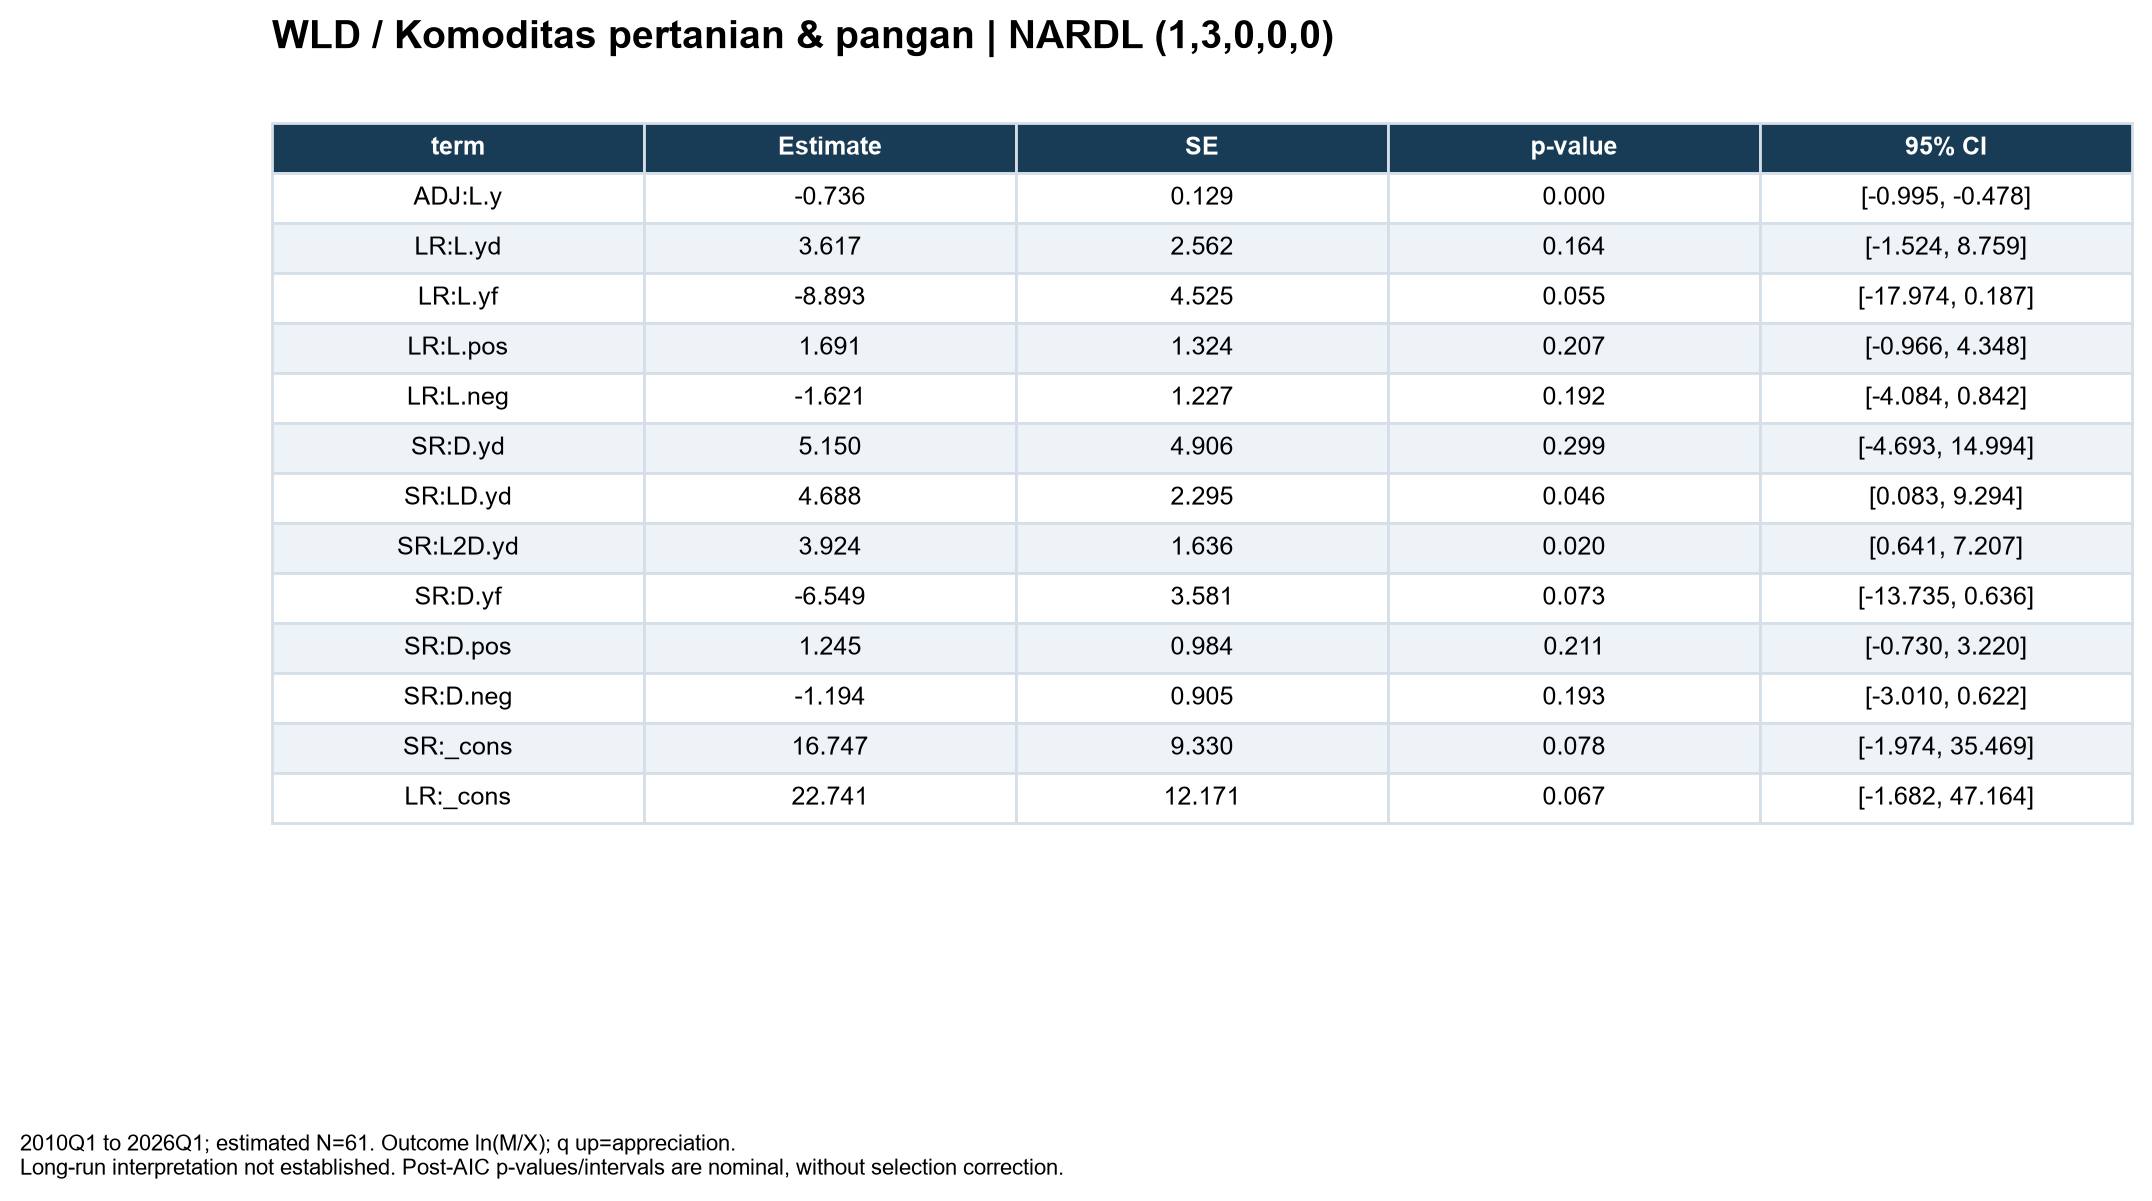 WLD / Komoditas pertanian & pangan | NARDL (1,3,0,0,0)
term Estimate SE p-value 95% CI
ADJ:L.y -0.736 0.129 0.000 [-0.995, -0.478]
LR:L.yd 3.617 2.562 0.164 [-1.524, 8.759]
LR:L.yf -8.893 4.525 0.055 [-17.974, 0.187]
LR:L.pos 1.691 1.324 0.207 [-0.966, 4.348]
LR:L.neg -1.621 1.227 0.192 [-4.084, 0.842]
SR:D.yd 5.150 4.906 0.299 [-4.693, 14.994]
SR:LD.yd 4.688 2.295 0.046 [0.083, 9.294]
SR:L2D.yd 3.924 1.636 0.020 [0.641, 7.207]
SR:D.yf -6.549 3.581 0.073 [-13.735, 0.636]
SR:D.pos 1.245 0.984 0.211 [-0.730, 3.220]
SR:D.neg -1.194 0.905 0.193 [-3.010, 0.622]
SR:_cons 16.747 9.330 0.078 [-1.974, 35.469]
LR:_cons 22.741 12.171 0.067 [-1.682, 47.164]
2010Q1 to 2026Q1; estimated N=61. Outcome ln(M/X); q up=appreciation.
Long-run interpretation not established. Post-AIC p-values/intervals are nominal, without selection correction.